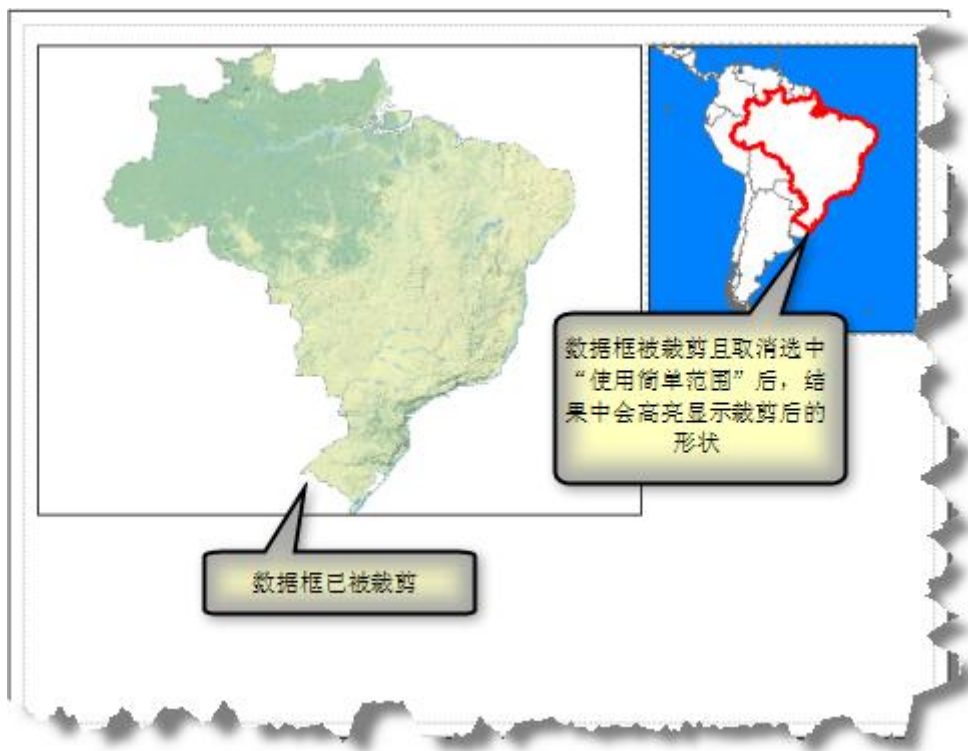 数据框被裁剪且取消选中
“使用简单范围”后，结
果中会高亮显示裁剪后的
形状
数据框已被裁剪